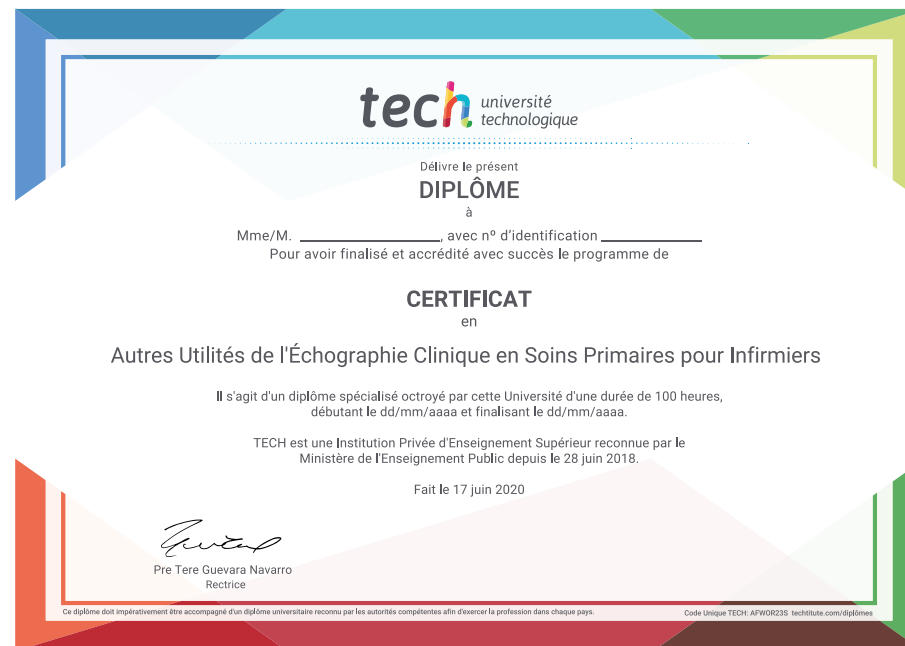 tech université
technologique
Délivre le présent
DIPLÔME
à
Mme/M. ____________________, avec nº d'identification ______________
Pour avoir finalisé et accrédité avec succès le programme de
CERTIFICAT
en
Autres Utilités de l'Échographie Clinique en Soins Primaires pour Infirmiers
Il s'agit d'un diplôme spécialisé octroyé par cette Université d'une durée de 100 heures,
débutant le dd/mm/aaaa et finalisant le dd/mm/aaaa.
TECH est une Institution Privée d'Enseignement Supérieur reconnue par le
Ministère de l'Enseignement Public depuis le 28 juin 2018.
Fait le 17 juin 2020
Pre Tere Guevara Navarro
Rectrice
Ce diplôme doit impérativement être accompagné d'un diplôme universitaire reconnu par les autorités compétentes afin d'exercer la profession dans chaque pays.
Code Unique TECH: AFWOR23S techtitute.com/diplômes